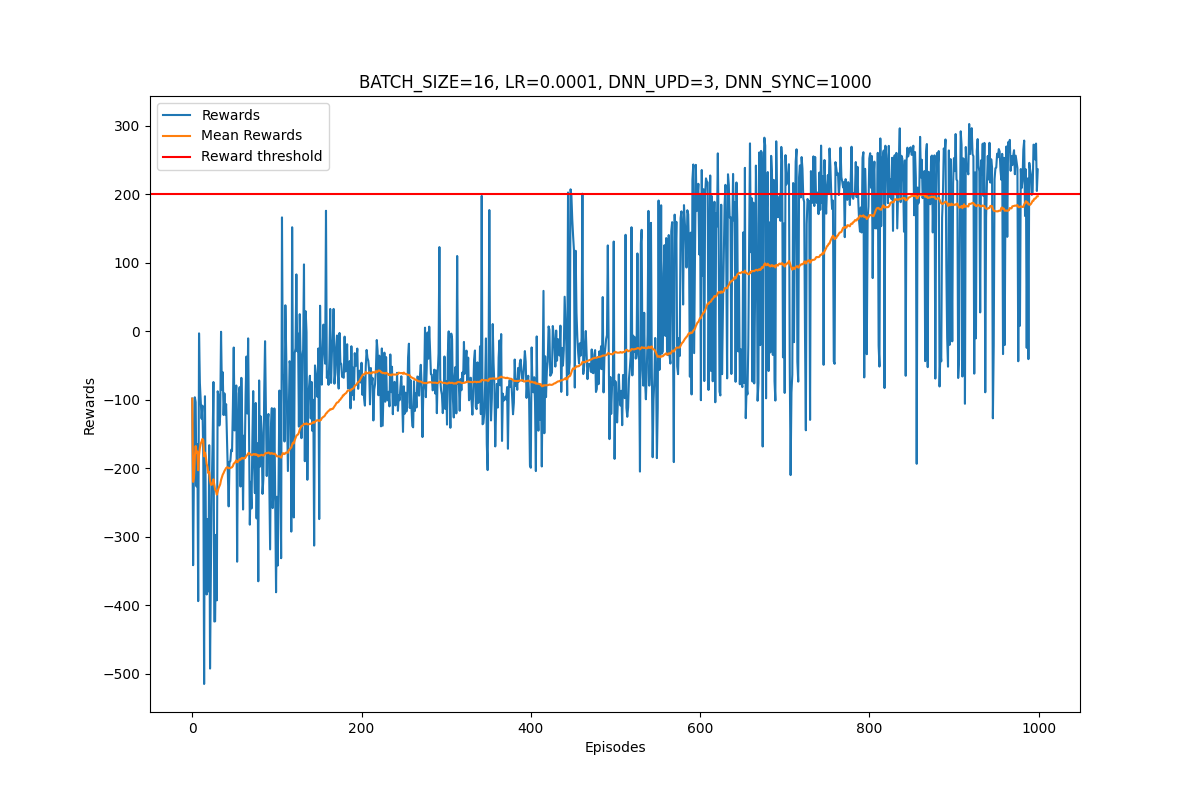 BATCH_SIZE=16, LR=0.0001, DNN_UPD=3, DNN_SYNC=1000
Rewards
Mean Rewards
Reward threshold
300
200
100
0
−100
−200
−300
−400
−500
Rewards
0 200 400 600 800 1000
Episodes